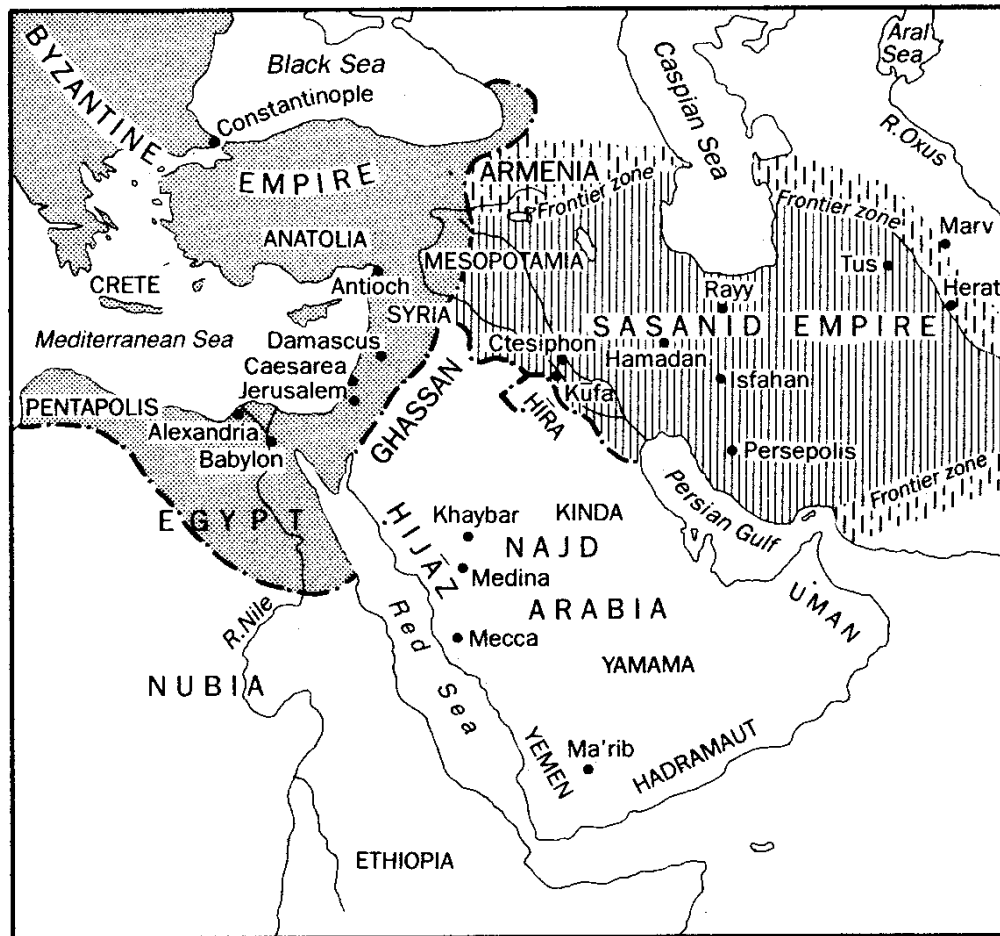 BYZANTINE
EMPIRE
Black Sea
Constantinople
Caspian Sea
Aral
Sea
R.Oxus
ARMENIA
Frontier zone
Frontier zone
Marv
ANATOLIA
MESOPOTAMIA
Tus
CRETE
Antioch
Rayy
Herat
SYRIA
SASANID EMPIRE
Mediterranean Sea
Damascus
Ctesiphon
Hamadan
Caesarea
Jerusalem
GHASSAN
Kūfa
Isfahan
PENTAPOLIS
HIRA
Alexandria
Babylon
Persepolis
Frontier zone
Persian Gulf
EGYPT
ḤIJĀZ
Khaybar
KINDA
NAJD
Medina
ARABIA
UMAN
R.Nile
Red Sea
Mecca
YAMAMA
NUBIA
YEMEN
Ma'rib
HADRAMAUT
ETHIOPIA